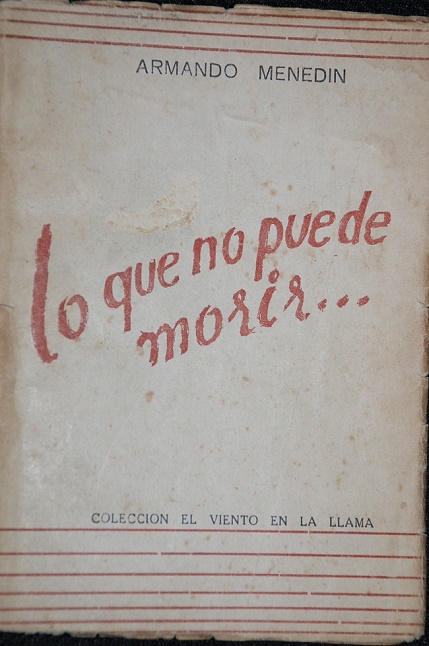 ARMANDO MENEDIN
lo que no puede
morir...
COLECCION EL VIENTO EN LA LLAMA